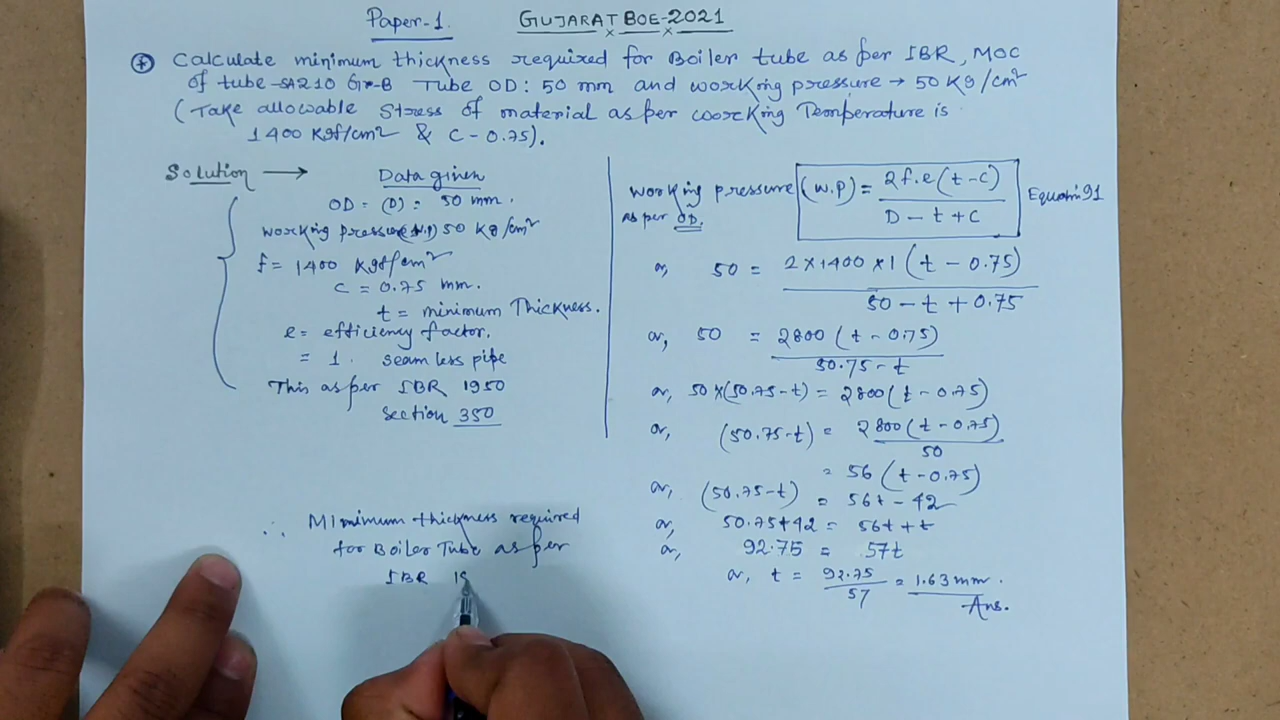 Paper-1. GUJARAT BOE-2021
Calculate minimum thickness required for Boiler tube as per IBR, MOC
of tube-SA210 Gr-B Tube OD: 50 mm and working pressure → 50 Kg/cm²
(Take allowable Stress of material as per working Temperature is
1400 Kgf/cm² & C-0.75).
Solution →
Data given
OD = (D) = 50 mm.
working pressure (W.P) 50 Kg/cm²
f = 1400 Kgf/cm²
C = 0.75 mm.
t = minimum Thickness.
e = efficiency factor.
= 1. seamless pipe
This as per IBR 1950
section 350
∴ Minimum thickness required
for Boiler Tube as per
IBR is
working pressure (W.P) = 2f.e(t-C) / D-t+C Equation 91
as per OD.
or, 50 = 2×1400×1(t-0.75) / 50-t+0.75
or, 50 = 2800(t-0.75) / 50.75-t
or, 50×(50.75-t) = 2800(t-0.75)
or, (50.75-t) = 2800(t-0.75) / 50
= 56(t-0.75)
or, (50.75-t) = 56t-42
or, 50.75+42 = 56t+t
or, 92.75 = 57t
or, t = 92.75 / 57 = 1.63 mm.
Ans.